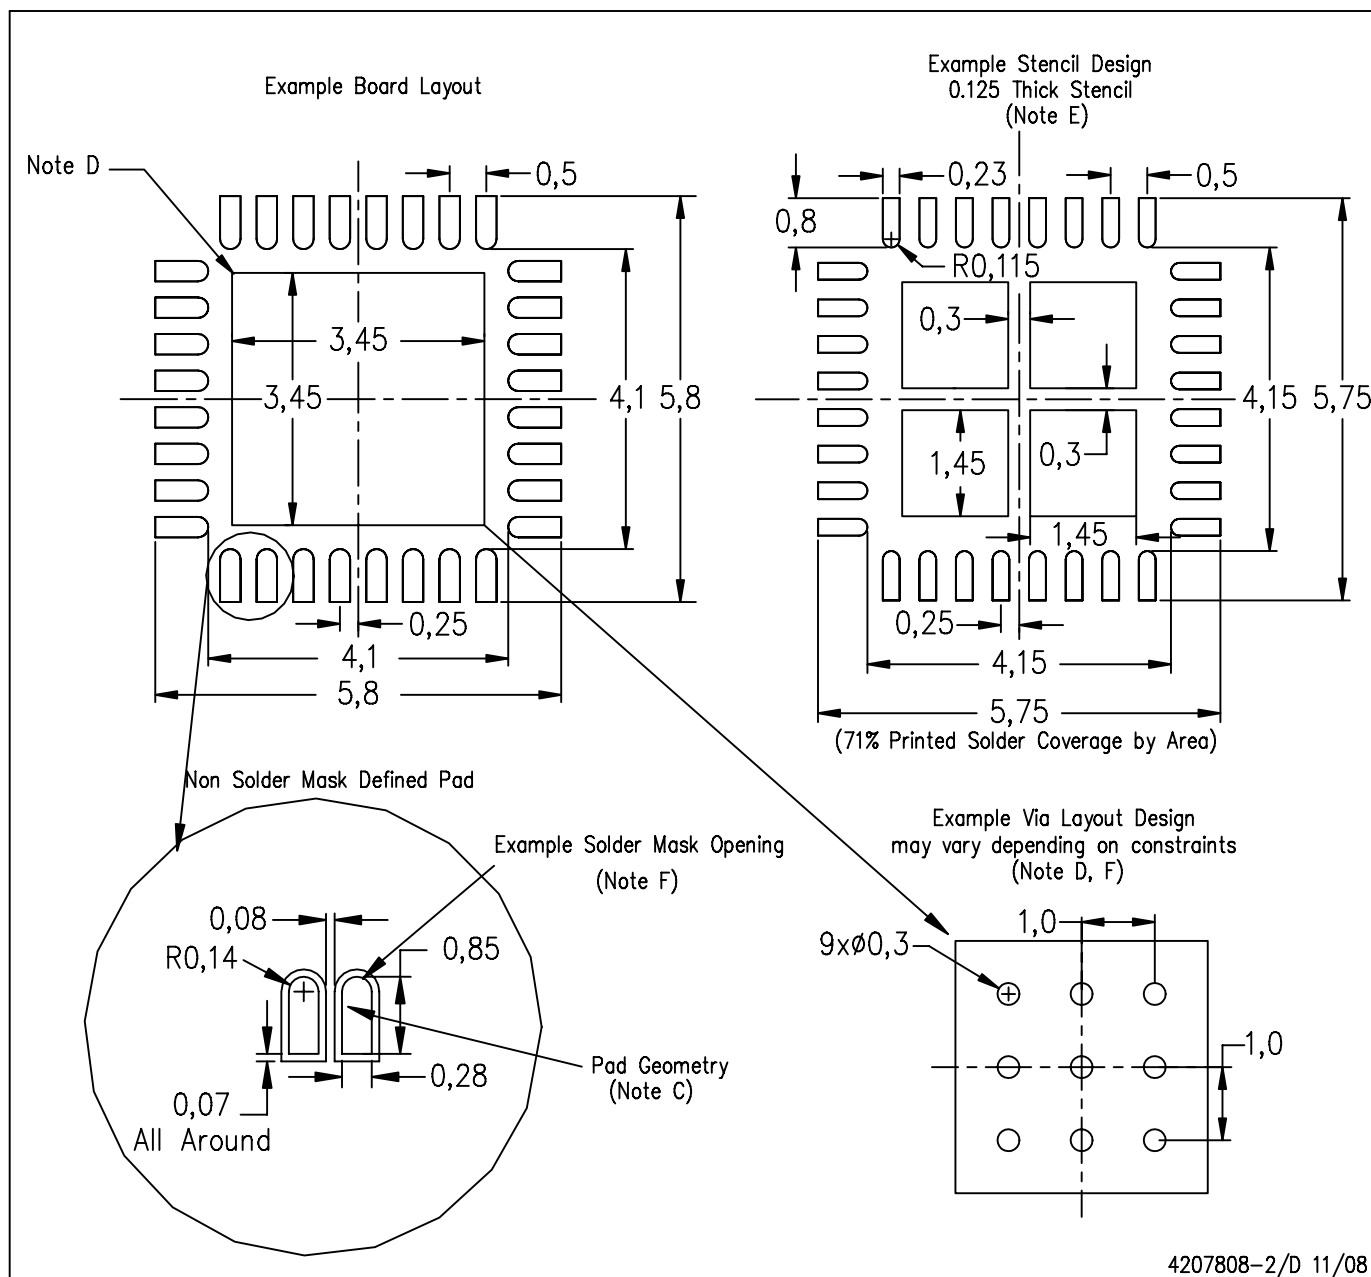 Example Board Layout
Note D
0,5
3,45
3,45
4,1
5,8
0,25
4,1
5,8
Example Stencil Design
0.125 Thick Stencil
(Note E)
0,23
0,5
0,8
R0,115
0,3
4,15
5,75
1,45
0,3
1,45
0,25
4,15
5,75
(71% Printed Solder Coverage by Area)
Non Solder Mask Defined Pad
Example Solder Mask Opening
(Note F)
0,08
R0,14
0,85
0,28
Pad Geometry
(Note C)
0,07
All Around
Example Via Layout Design
may vary depending on constraints
(Note D, F)
1,0
9xø0,3
1,0
4207808-2/D 11/08